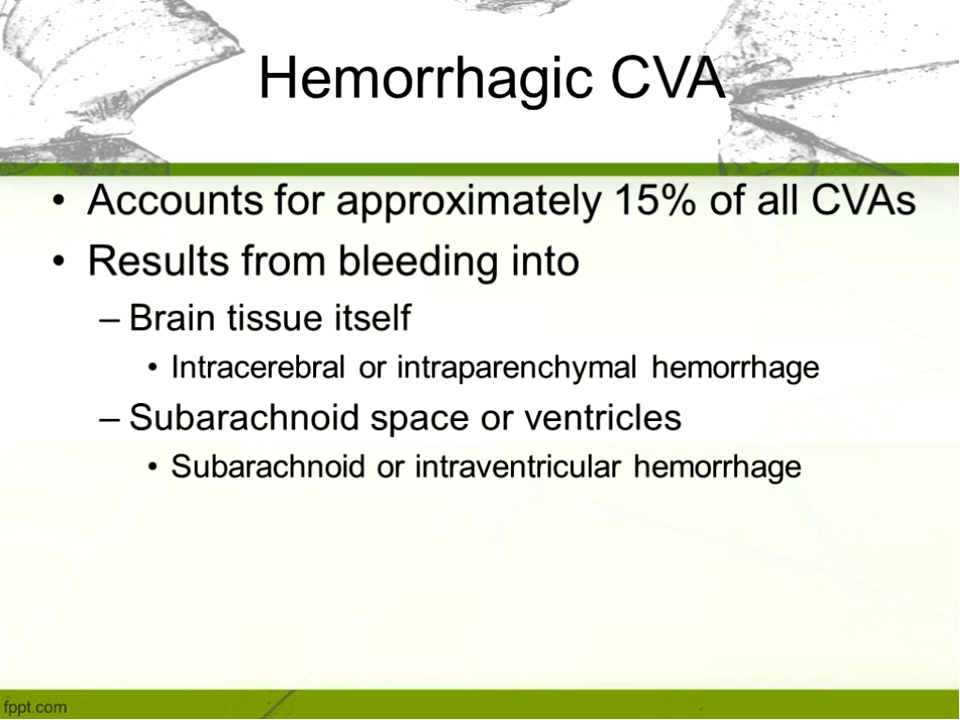 Hemorrhagic CVA
• Accounts for approximately 15% of all CVAs
• Results from bleeding into
– Brain tissue itself
• Intracerebral or intraparenchymal hemorrhage
– Subarachnoid space or ventricles
• Subarachnoid or intraventricular hemorrhage
fppt.com